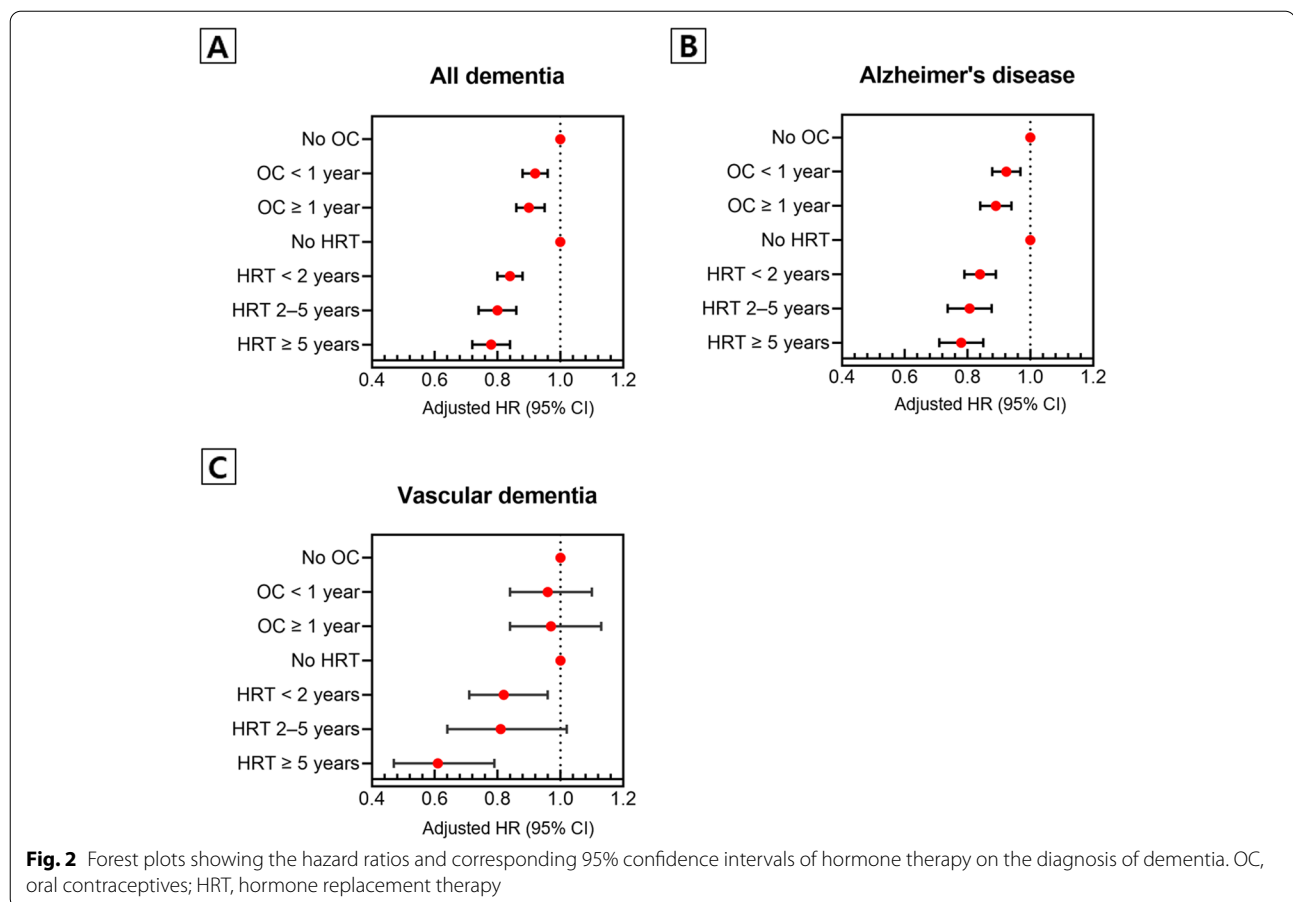 A
All dementia
No OC
OC < 1 year
OC ≥ 1 year
No HRT
HRT < 2 years
HRT 2–5 years
HRT ≥ 5 years
0.4 0.6 0.8 1.0 1.2
Adjusted HR (95% CI)
B
Alzheimer's disease
No OC
OC < 1 year
OC ≥ 1 year
No HRT
HRT < 2 years
HRT 2–5 years
HRT ≥ 5 years
0.4 0.6 0.8 1.0 1.2
Adjusted HR (95% CI)
C
Vascular dementia
No OC
OC < 1 year
OC ≥ 1 year
No HRT
HRT < 2 years
HRT 2–5 years
HRT ≥ 5 years
0.4 0.6 0.8 1.0 1.2
Adjusted HR (95% CI)
Fig. 2 Forest plots showing the hazard ratios and corresponding 95% confidence intervals of hormone therapy on the diagnosis of dementia. OC,
oral contraceptives; HRT, hormone replacement therapy